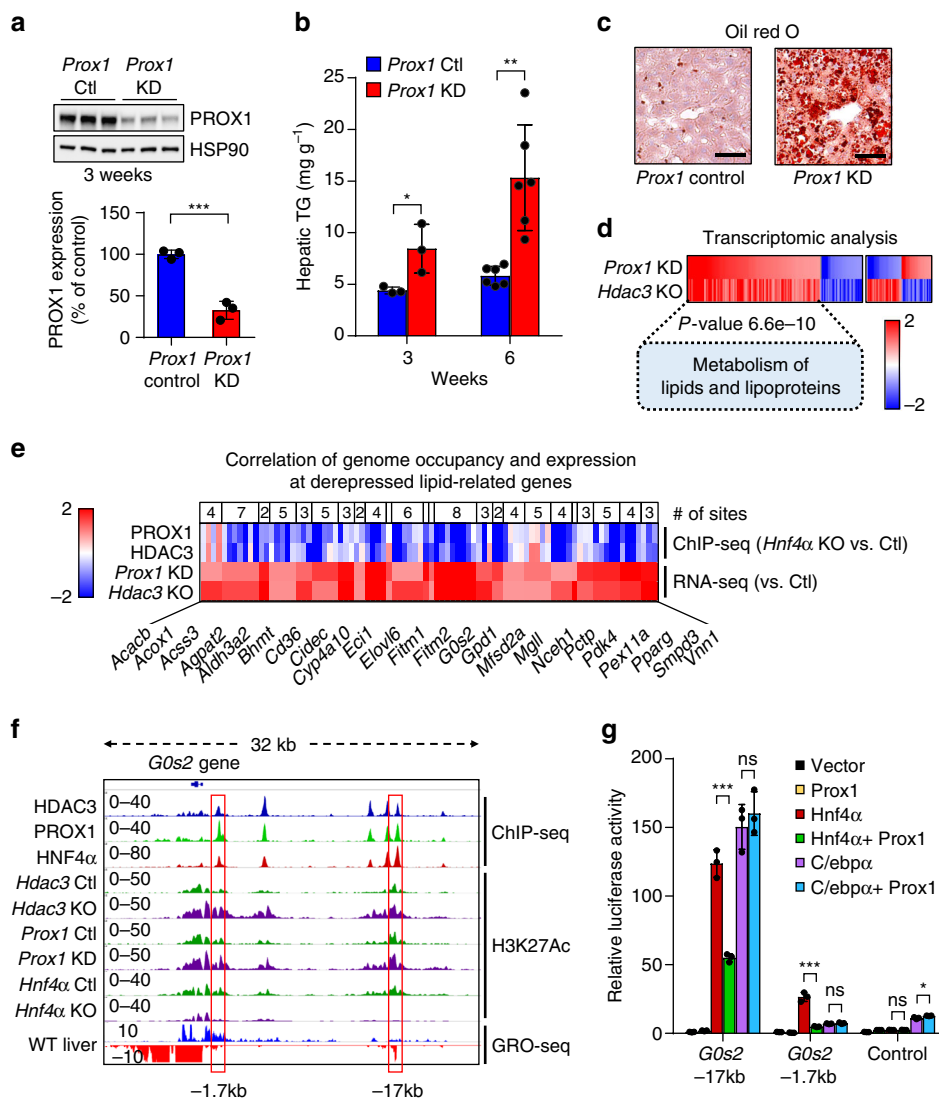 a
Prox1 Prox1
Ctl KD
PROX1
HSP90
3 weeks
PROX1 expression
(% of control)
150
100
50
0
***
Prox1 Prox1
control KD
b
Prox1 Ctl
Prox1 KD
Hepatic TG (mg g−1)
25
20
15
10
5
0
*
**
3 6
Weeks
c
Oil red O
Prox1 control Prox1 KD
d
Transcriptomic analysis
Prox1 KD
Hdac3 KO
P-value 6.6e−10
Metabolism of
lipids and lipoproteins
2
−2
e
Correlation of genome occupancy and expression
at derepressed lipid-related genes
2
−2
4 7 2 5 3 5 3 2 4 6 8 3 2 4 5 4 3 5 4 3 # of sites
PROX1
HDAC3
ChIP-seq (Hnf4α KO vs. Ctl)
Prox1 KD
Hdac3 KO
RNA-seq (vs. Ctl)
Acacb Acox1 Acss3 Agpat2 Aldh3a2 Bhmt Cd36 Cidec Cyp4a10 Eci1 Elovl6 Fitm1 Fitm2 G0s2 Gpd1 Mfsd2a Mgll Nceh1 Pctp Pdk4 Pex11a Pparg Smpd3 Vnn1
f
32 kb
G0s2 gene
HDAC3 0–40
PROX1 0–40
HNF4α 0–80
ChIP-seq
Hdac3 Ctl 0–50
Hdac3 KO 0–50
Prox1 Ctl 0–50
Prox1 KD 0–50
Hnf4α Ctl 0–40
Hnf4α KO 0–40
H3K27Ac
WT liver 10
−10
GRO-seq
−1.7kb −17kb
g
Relative luciferase activity
200
150
100
50
0
Vector
Prox1
Hnf4α
Hnf4α+ Prox1
C/ebpα
C/ebpα+ Prox1
*** ns
*** ns
ns *
G0s2 G0s2 Control
−17kb −1.7kb